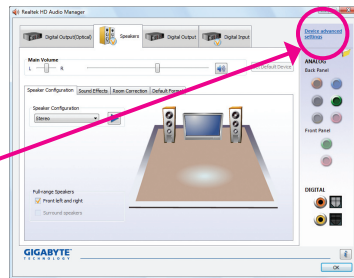 Realtek HD Audio Manager
Digital Output(Optical)
Speakers
Digital Output
Digital Input
Device advanced
settings
Main Volume
L
R
Default Device
ANALOG
Back Panel
Speaker Configuration
Sound Effects
Room Correction
Default Format
Speaker Configuration
Stereo
Front Panel
Full-range Speakers
Front left and right
Surround speakers
DIGITAL
GIGABYTE
TECHNOLOGY
OK